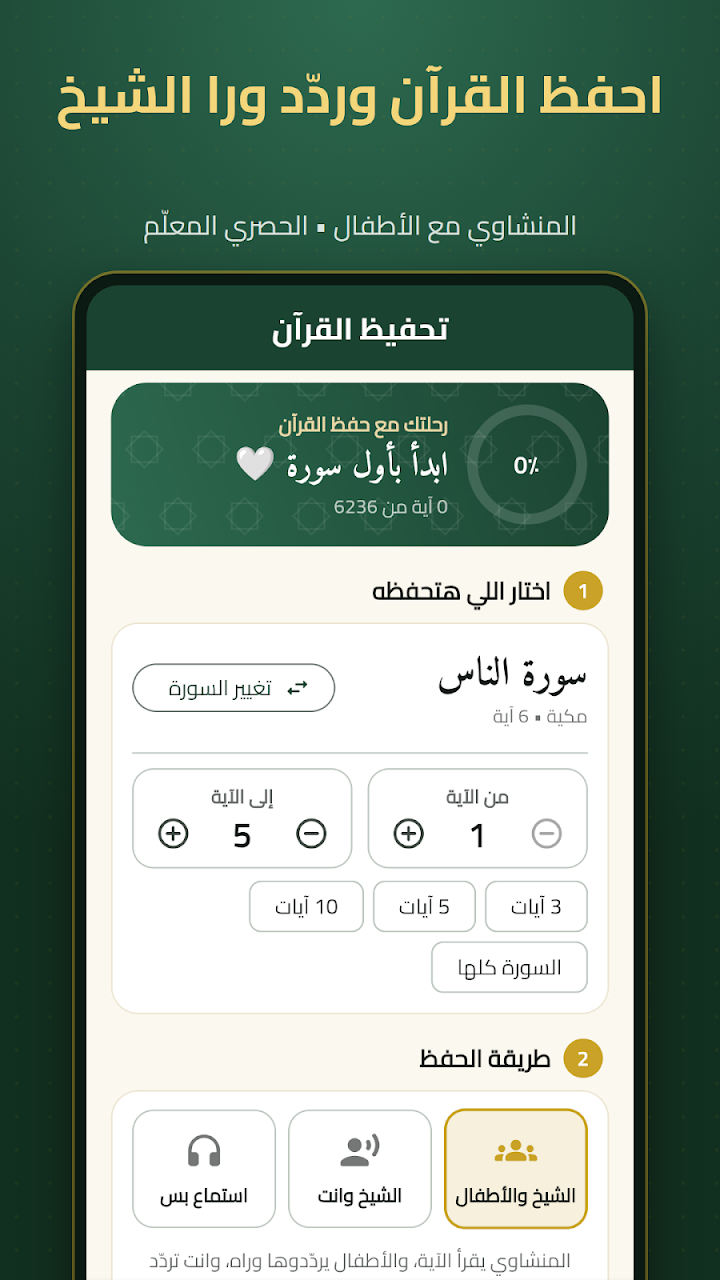 احفظ القرآن وردّد ورا الشيخ
المنشاوي مع الأطفال • الحصري المعلّم
تحفيظ القرآن
رحلتك مع حفظ القرآن
ابدأ بأول سورة 🤍
0 آية من 6236
0٪
1 اختار اللي هتحفظه
سورة الناس
مكية • 6 آية
تغيير السورة
من الآية
1
إلى الآية
5
3 آيات
5 آيات
10 آيات
السورة كلها
2 طريقة الحفظ
الشيخ والأطفال
الشيخ وانت
استماع بس
المنشاوي يقرأ الآية، والأطفال يردّدوها وراه، وانت تردّد